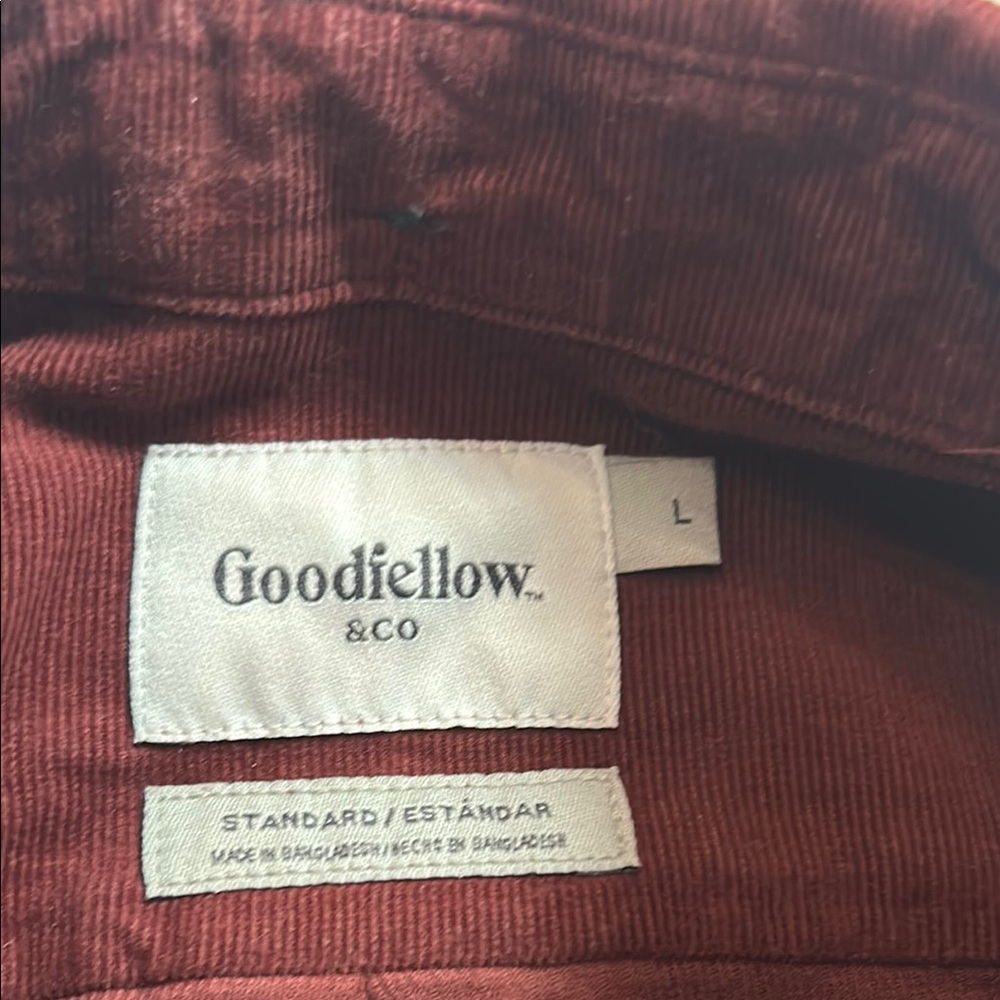 Goodfellow™
&CO
L
STANDARD / ESTÁNDAR
MADE IN BANGLADESH / HECHO EN BANGLADESH